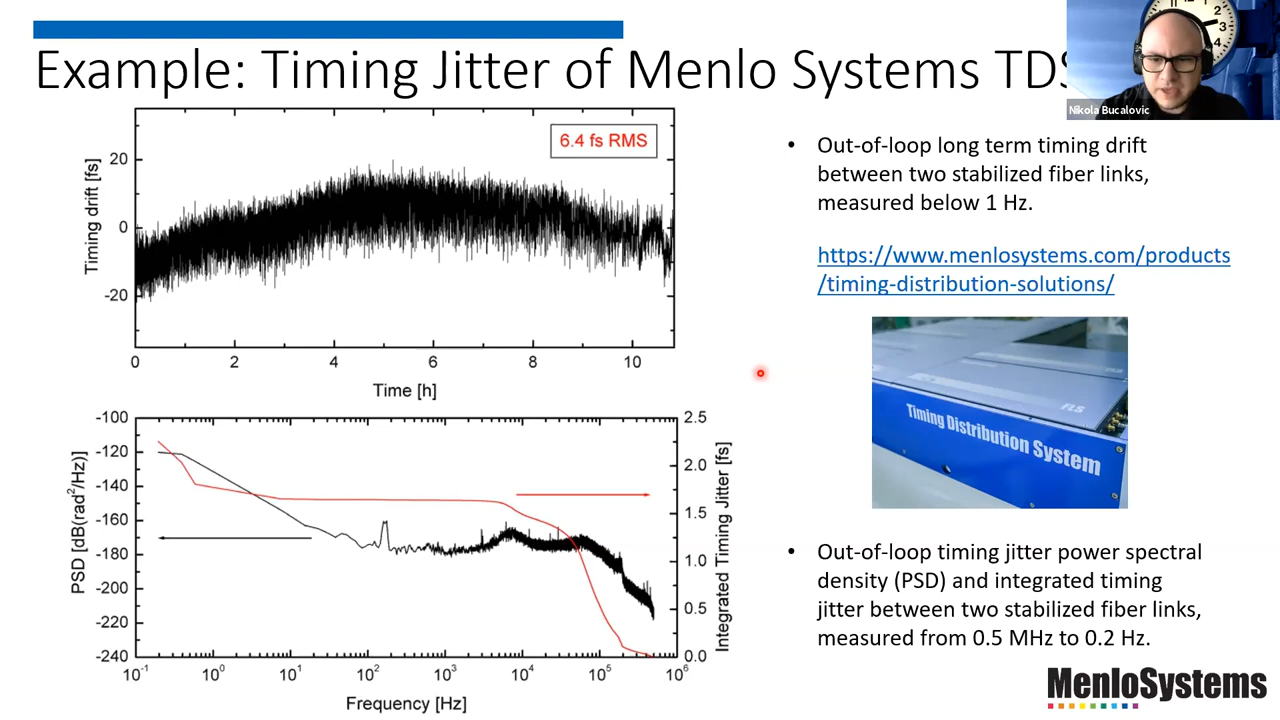 Example: Timing Jitter of Menlo Systems TDS
Nikola Bucalovic
3
6.4 fs RMS
Timing drift [fs]
20
0
-20
0 2 4 6 8 10
Time [h]
• Out-of-loop long term timing drift
between two stabilized fiber links,
measured below 1 Hz.
https://www.menlosystems.com/products
/timing-distribution-solutions/
FLS
Timing Distribution System
PSD [dB(rad²/Hz)]
-100
-120
-140
-160
-180
-200
-220
-240
2.5
2.0
1.5
1.0
0.5
0.0
Integrated Timing Jitter [fs]
10⁻¹ 10⁰ 10¹ 10² 10³ 10⁴ 10⁵ 10⁶
Frequency [Hz]
• Out-of-loop timing jitter power spectral
density (PSD) and integrated timing
jitter between two stabilized fiber links,
measured from 0.5 MHz to 0.2 Hz.
MenloSystems